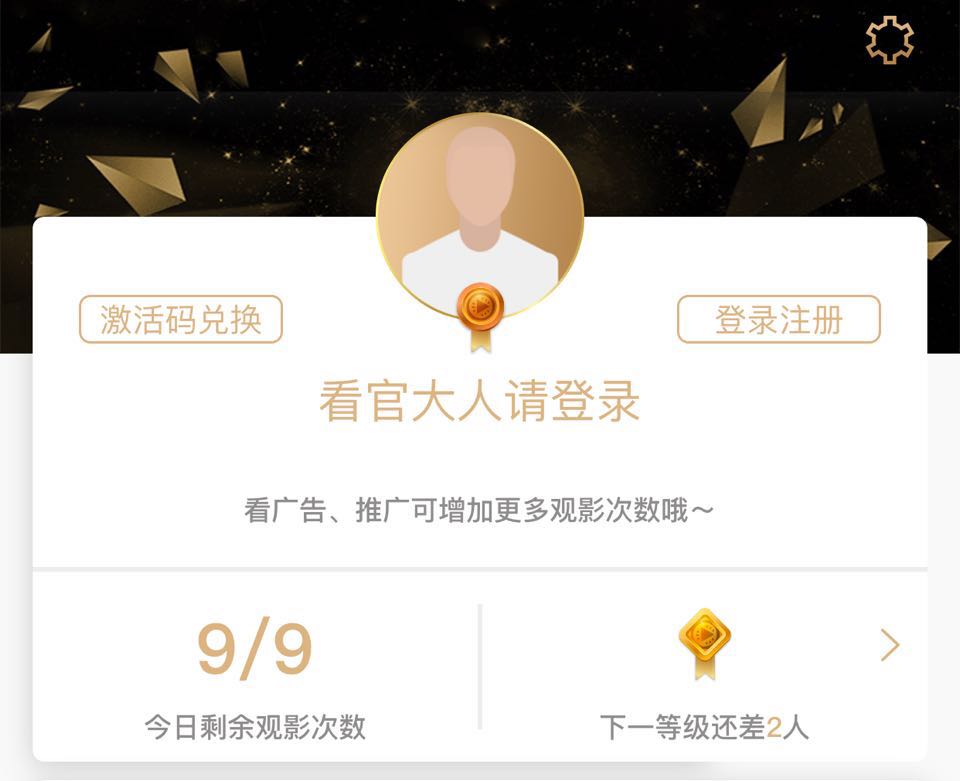 激活码兑换
登录注册
看官大人请登录
看广告、推广可增加更多观影次数哦～
9/9
今日剩余观影次数
下一等级还差2人